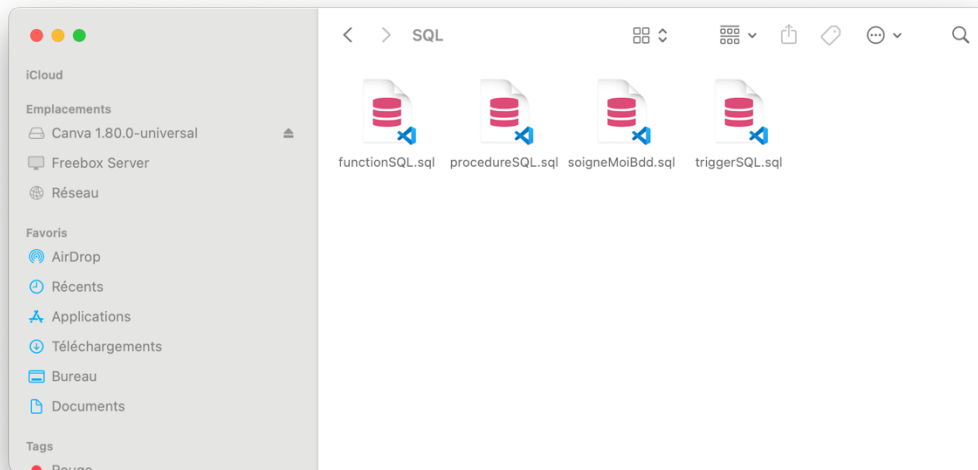 SQL
iCloud
Emplacements
Canva 1.80.0-universal
Freebox Server
Réseau
Favoris
AirDrop
Récents
Applications
Téléchargements
Bureau
Documents
Tags
Rouge
functionSQL.sql
procedureSQL.sql
soigneMoiBdd.sql
triggerSQL.sql